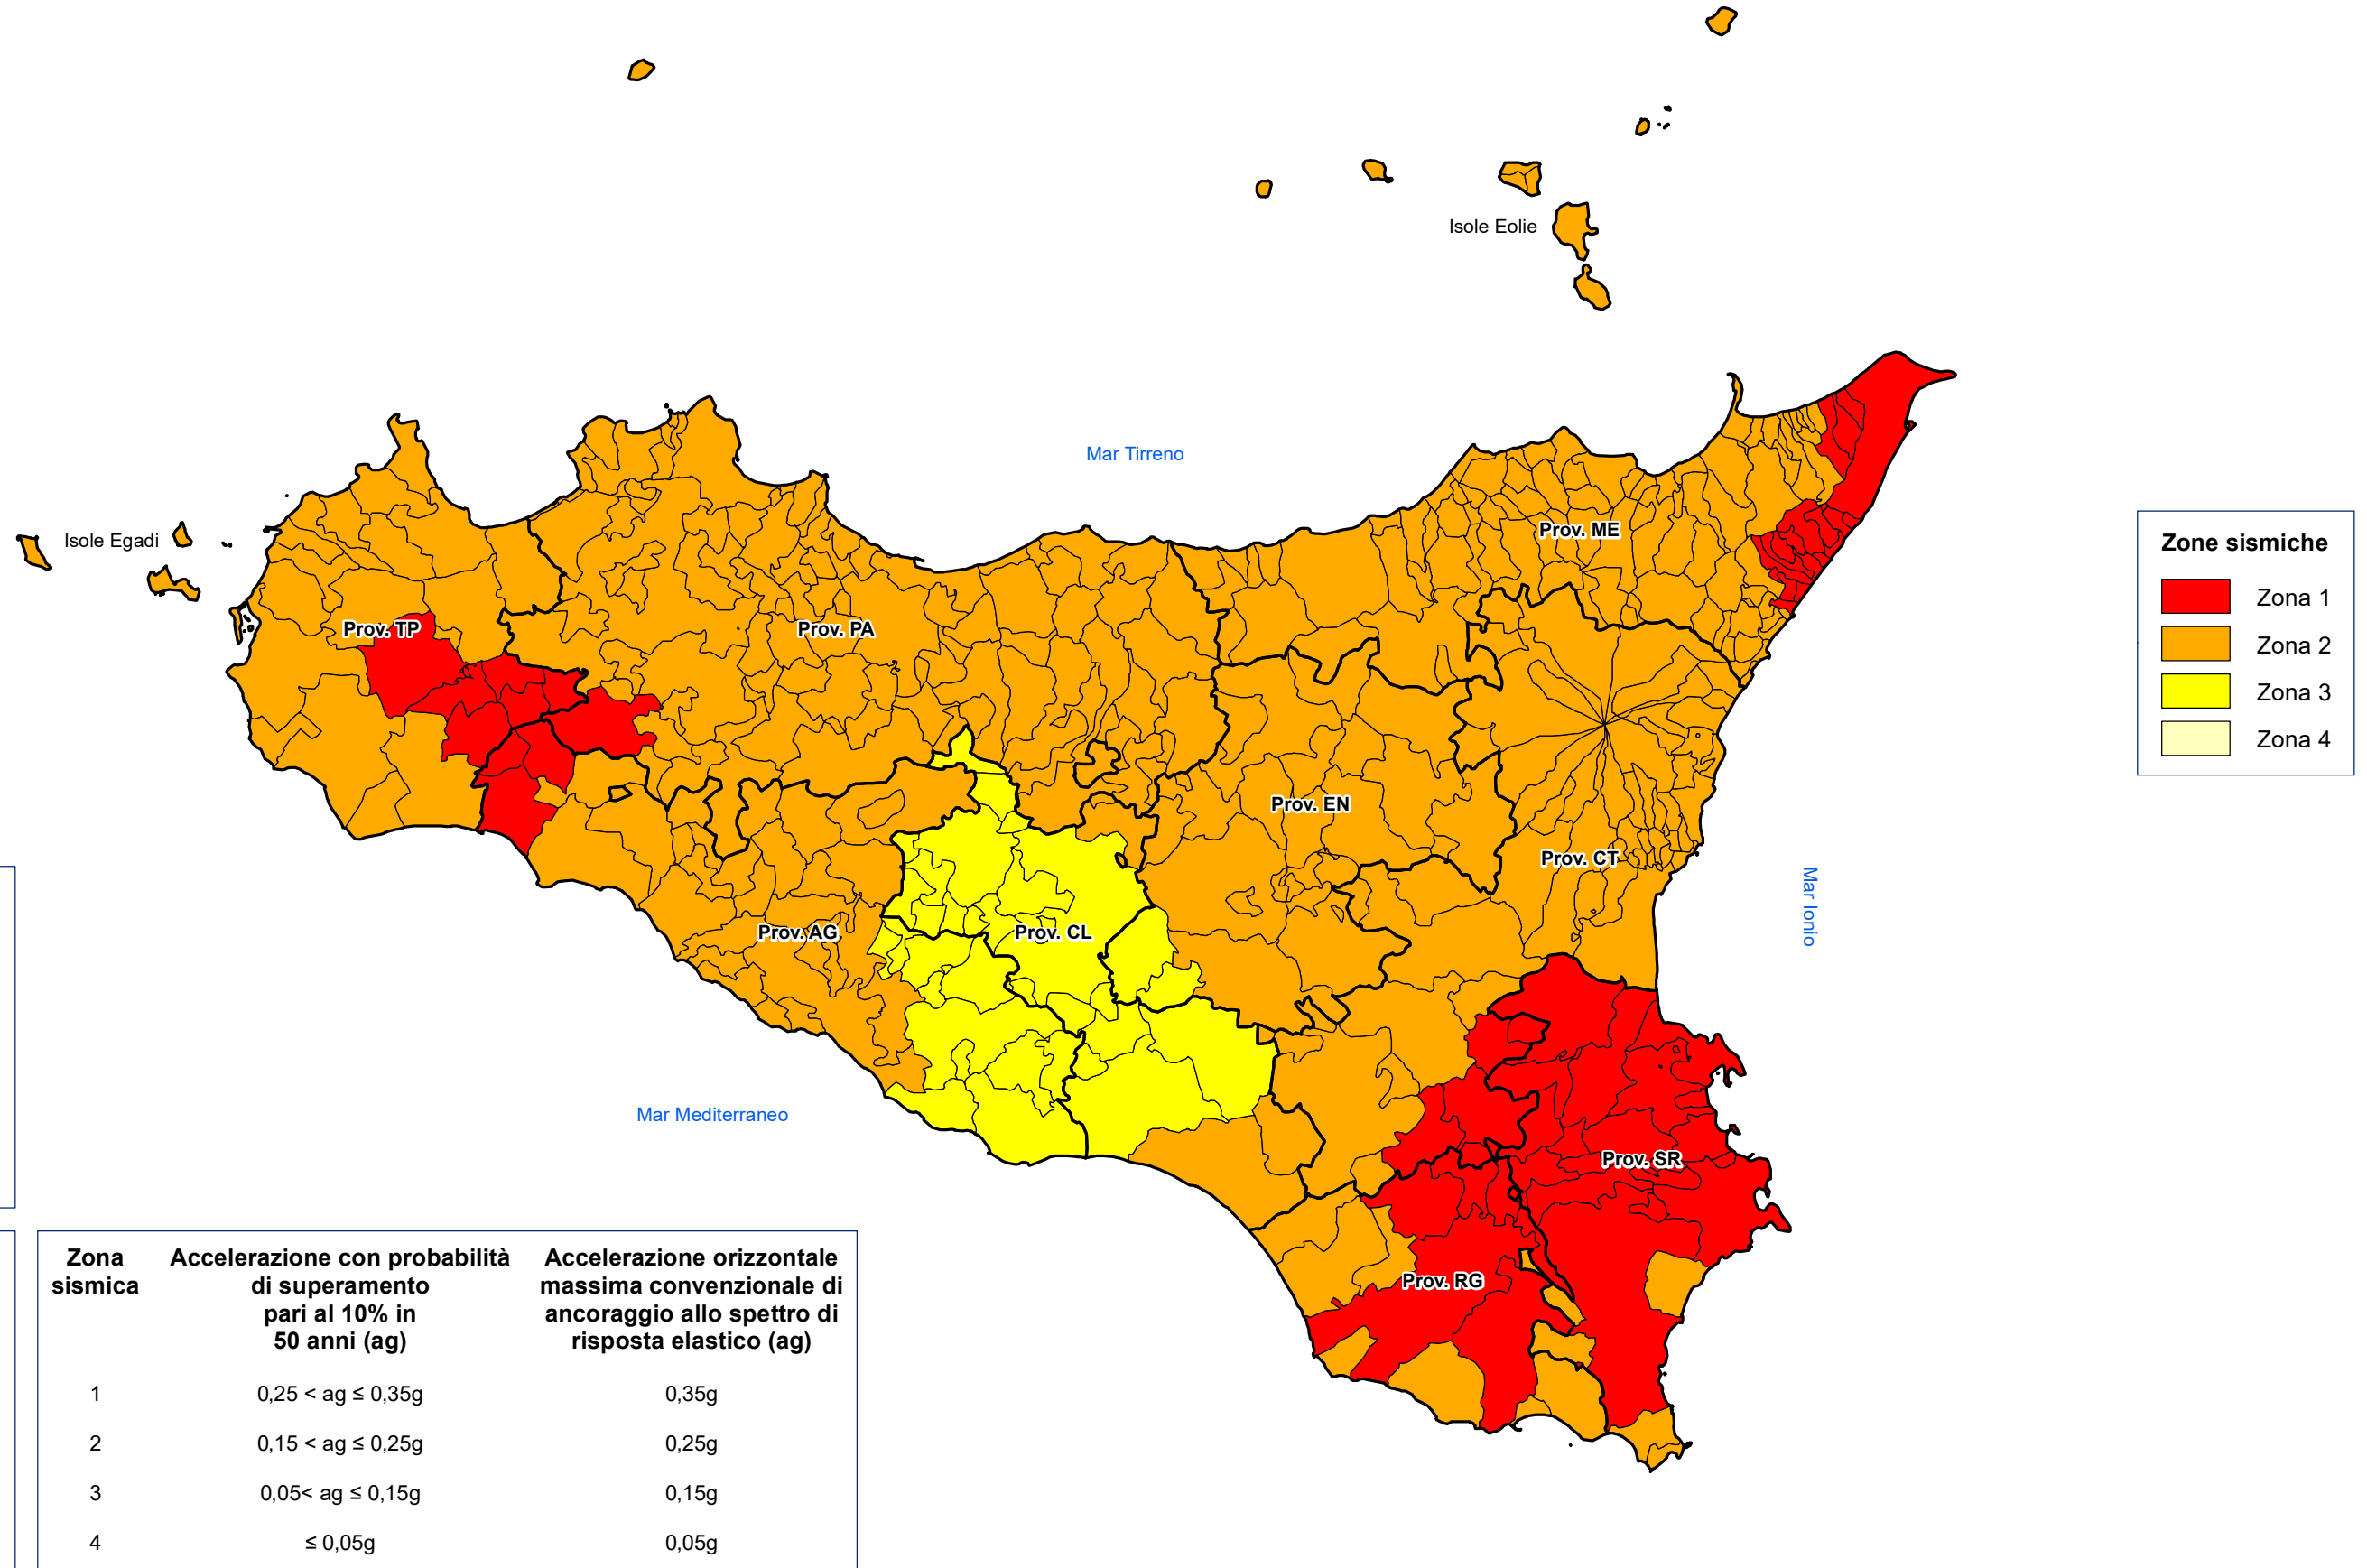 Isole Eolie
Mar Tirreno
Prov. ME
Isole Egadi
Prov. TP
Prov. PA
Prov. EN
Prov. CT
Mar Ionio
Prov. AG
Prov. CL
Mar Mediterraneo
Prov. SR
Prov. RG
Zone sismiche
Zona 1
Zona 2
Zona 3
Zona 4
Zona
sismica
Accelerazione con probabilità
di superamento
pari al 10% in
50 anni (ag)
Accelerazione orizzontale
massima convenzionale di
ancoraggio allo spettro di
risposta elastico (ag)
1 0,25 < ag ≤ 0,35g 0,35g
2 0,15 < ag ≤ 0,25g 0,25g
3 0,05< ag ≤ 0,15g 0,15g
4 ≤ 0,05g 0,05g